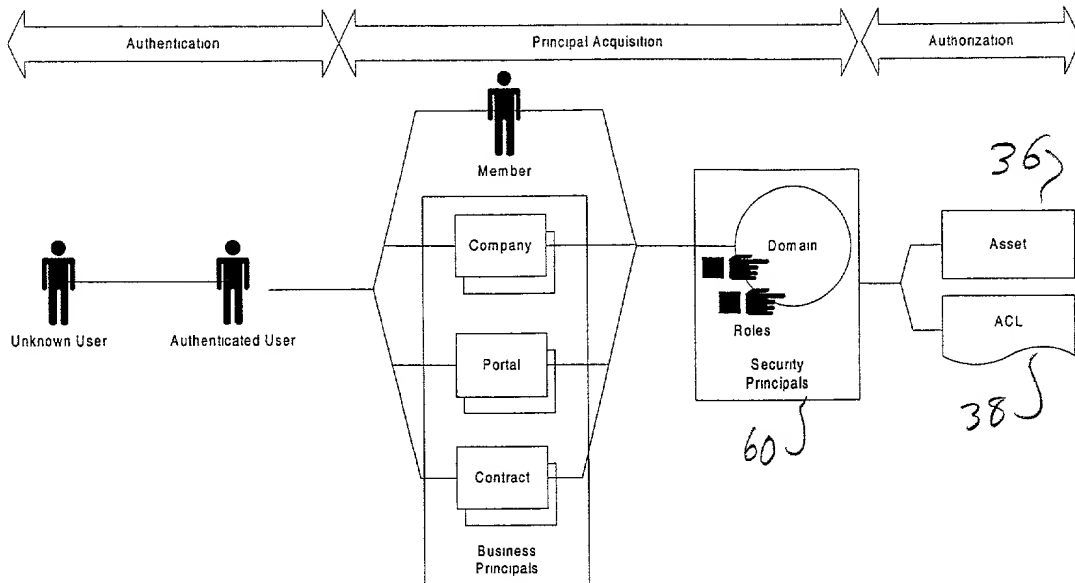 Authentication
Principal Acquisition
Authorization
Member
36
Company
Domain
Asset
Unknown User
Authenticated User
Roles
ACL
Portal
Security
Principals
60
38
Contract
Business
Principals